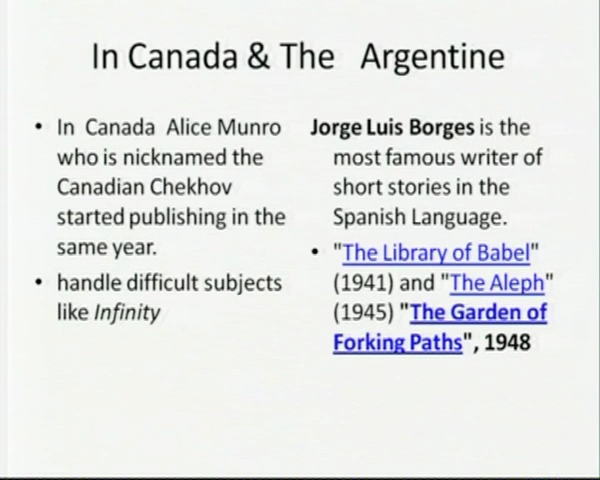 In Canada & The Argentine
• In Canada Alice Munro
who is nicknamed the
Canadian Chekhov
started publishing in the
same year.
• handle difficult subjects
like Infinity
Jorge Luis Borges is the
most famous writer of
short stories in the
Spanish Language.
• "The Library of Babel"
(1941) and "The Aleph"
(1945) "The Garden of
Forking Paths", 1948